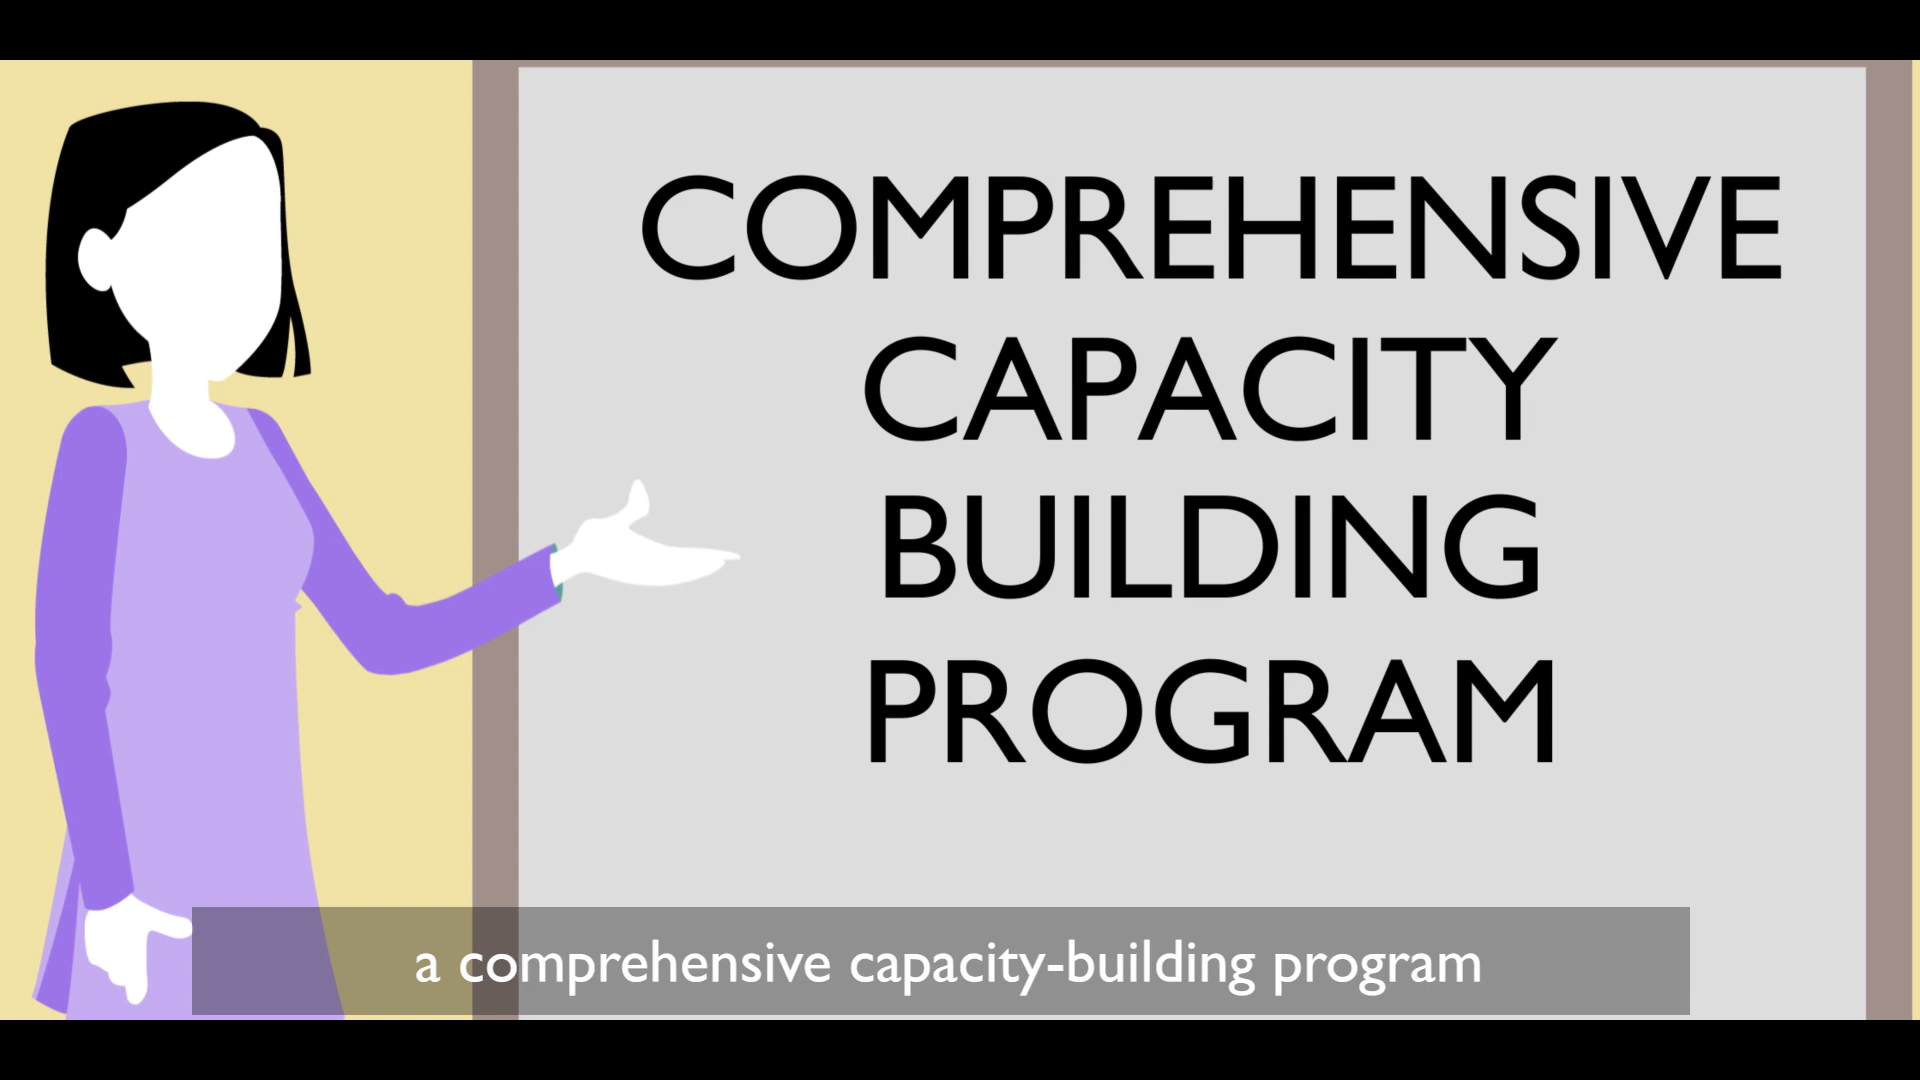 COMPREHENSIVE
CAPACITY
BUILDING
PROGRAM
a comprehensive capacity-building program